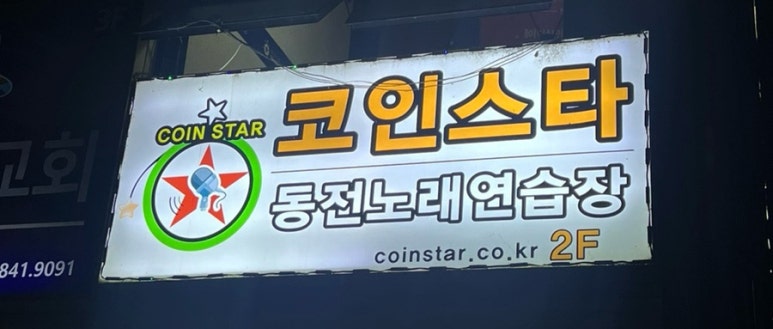 COIN STAR
코인스타
동전노래연습장
coinstar.co.kr 2F
교회
841.9091